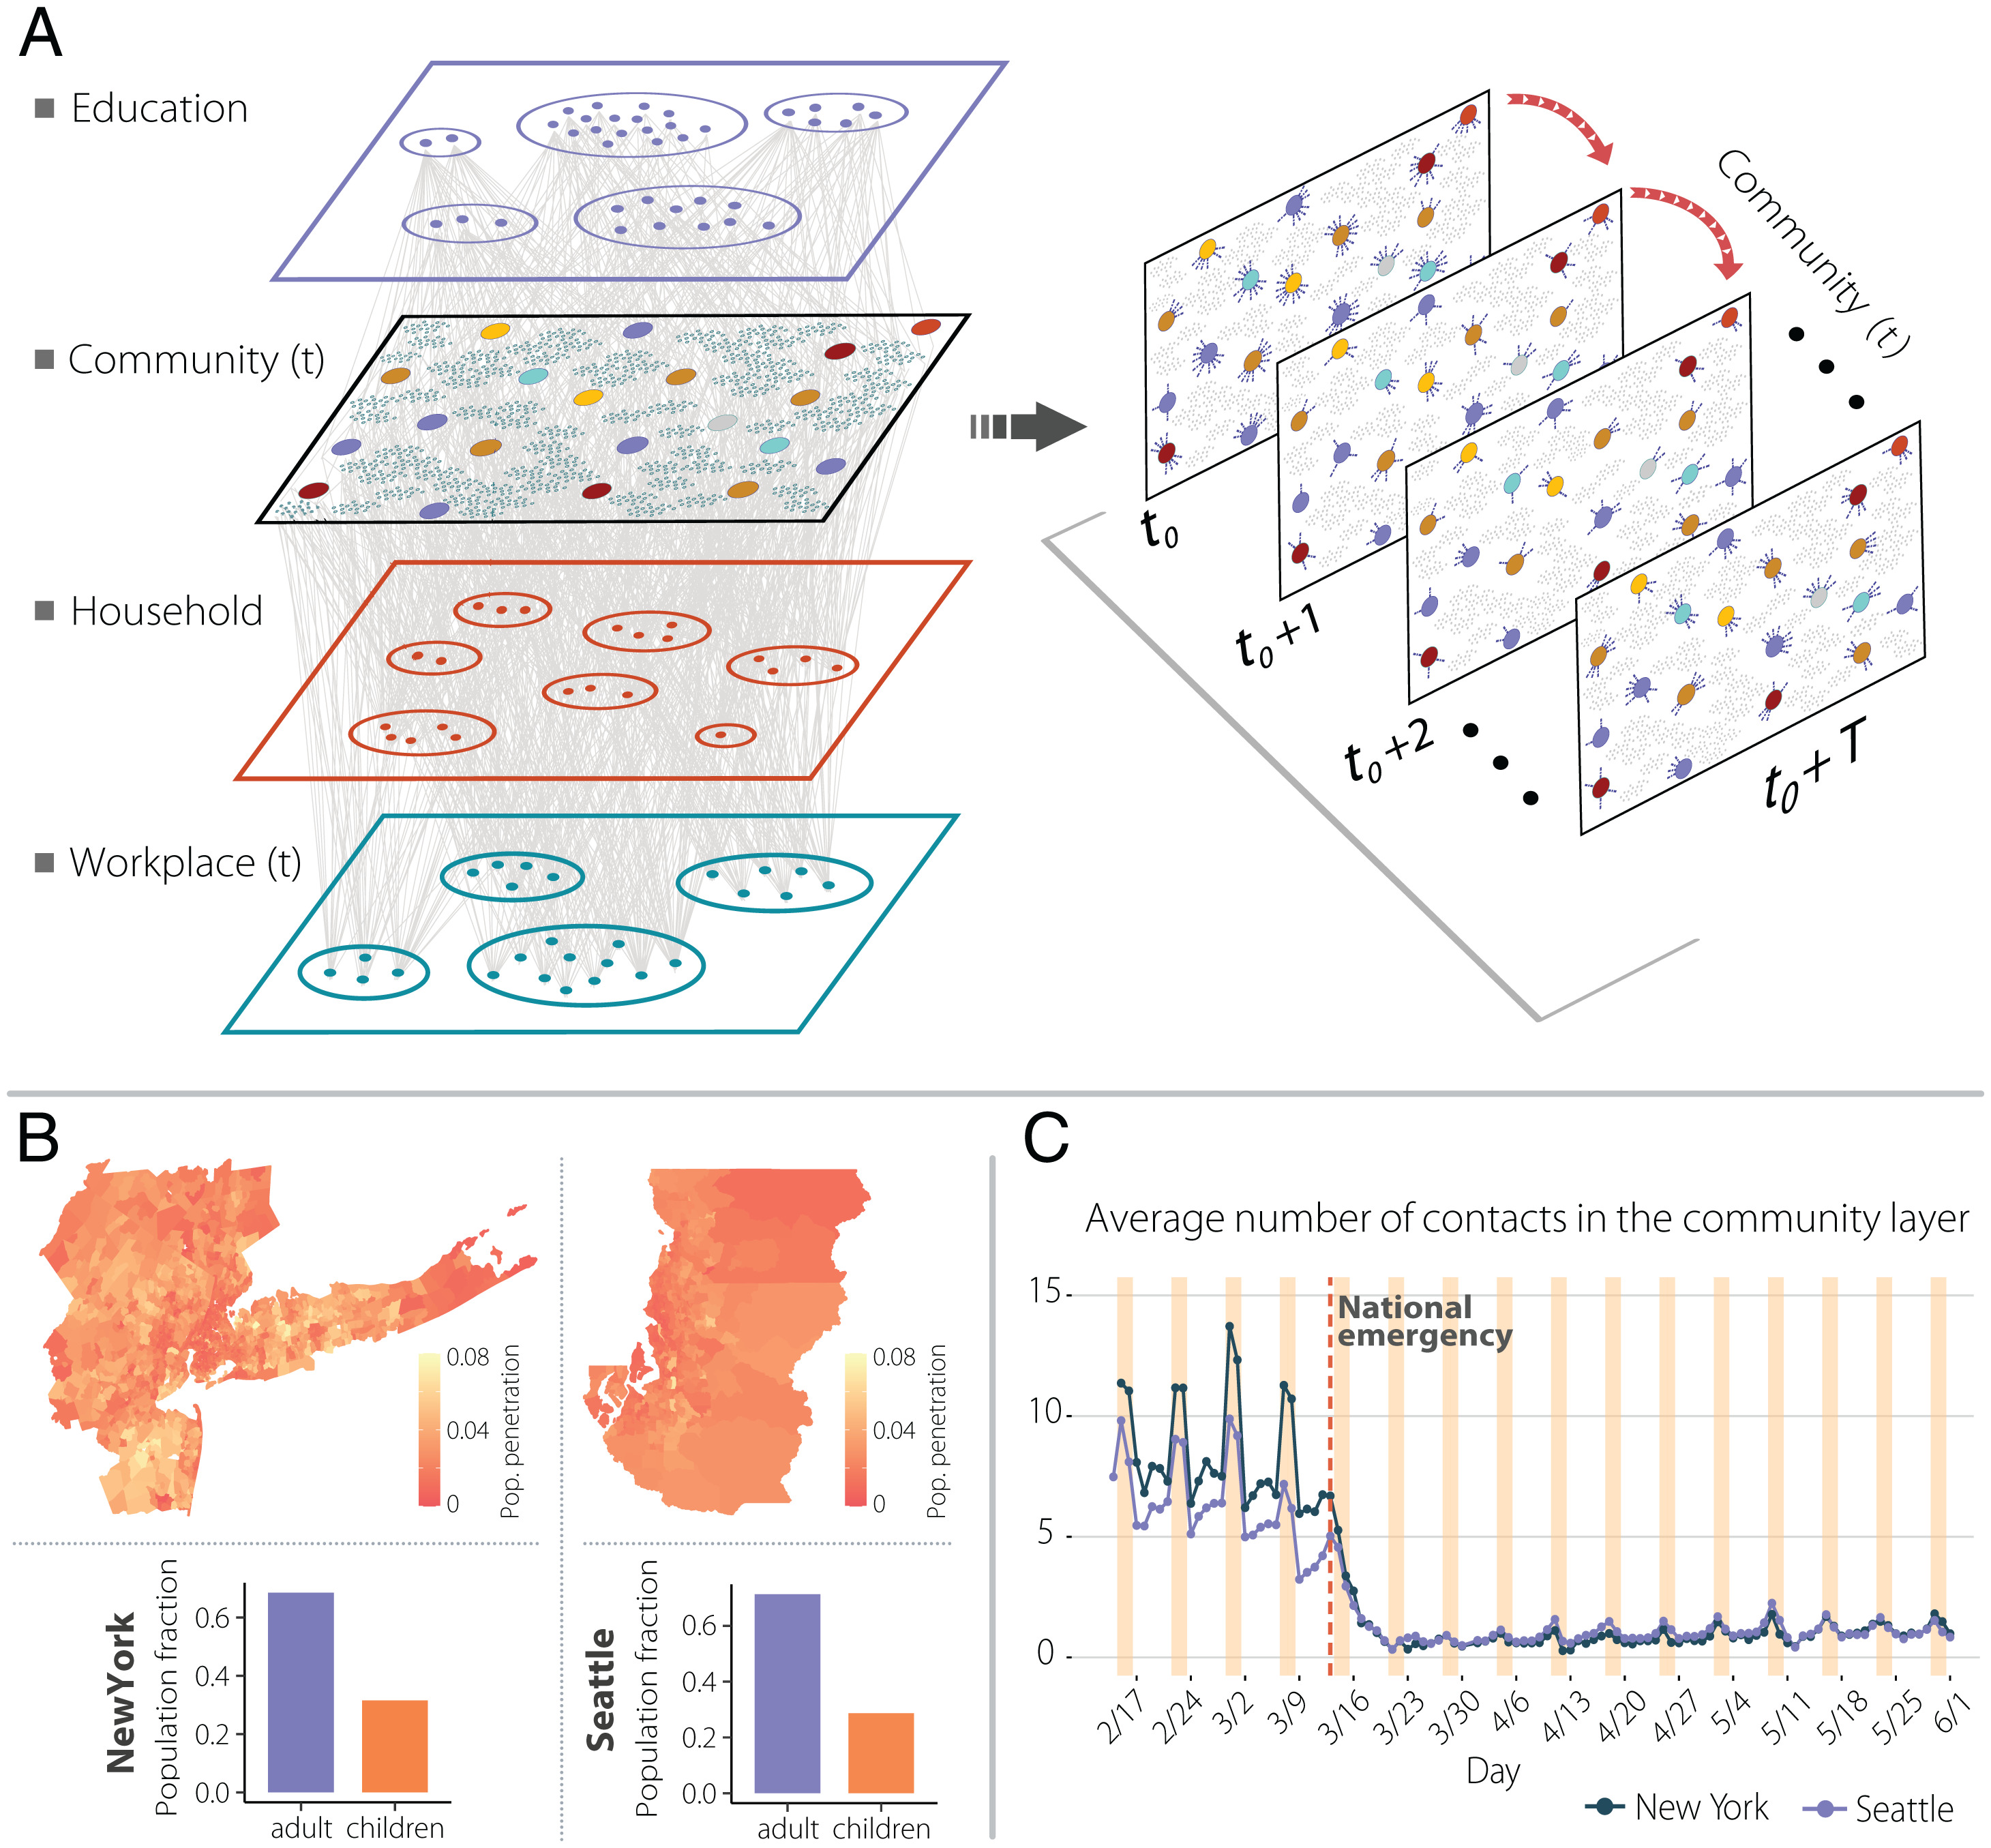 A
Education
Community (t)
Household
Workplace (t)
Community (t)
t0
t0+1
t0+2
t0+T
B
0.08
0.04
0
Pop. penetration
0.08
0.04
0
Pop. penetration
NewYork
Population fraction
0.6
0.4
0.2
0.0
adult children
Seattle
Population fraction
0.6
0.4
0.2
0.0
adult children
C
Average number of contacts in the community layer
15
10
5
0
National
emergency
2/17 2/24 3/2 3/9 3/16 3/23 3/30 4/6 4/13 4/20 4/27 5/4 5/11 5/18 5/25 6/1
Day
New York Seattle